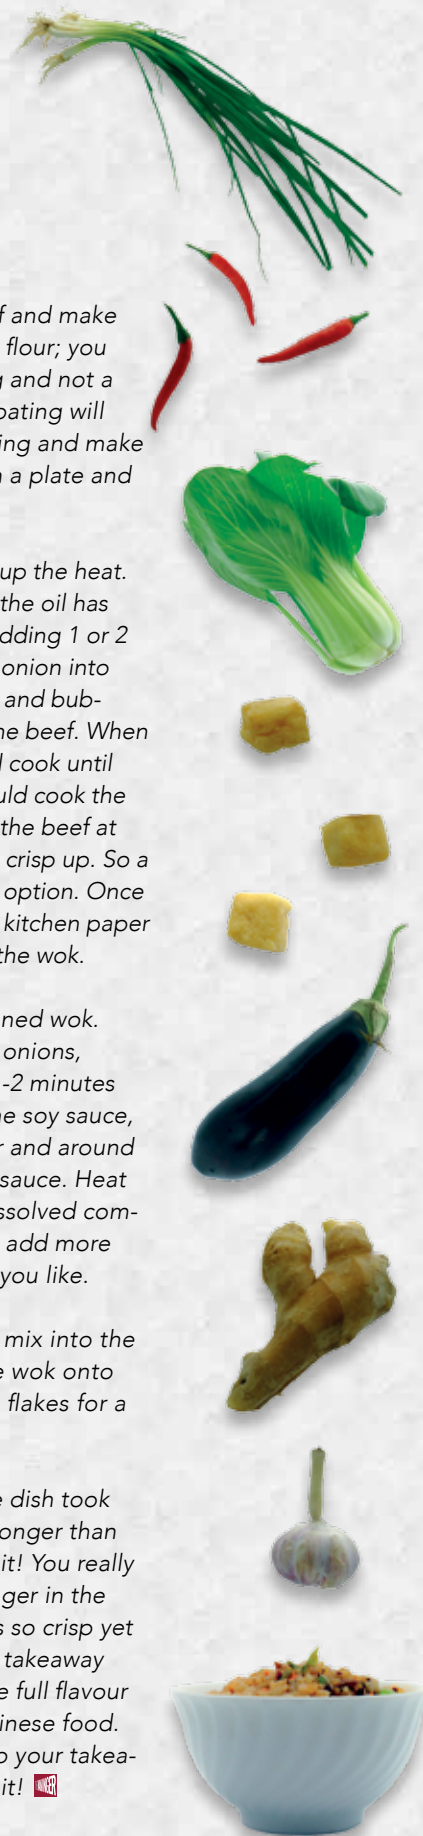 f and make
flour; you
g and not a
oating will
ing and make
a plate and
up the heat.
the oil has
dding 1 or 2
onion into
and bub-
he beef. When
l cook until
uld cook the
the beef at
crisp up. So a
option. Once
kitchen paper
the wok.
ned wok.
onions,
-2 minutes
ne soy sauce,
r and around
sauce. Heat
ssolved com-
add more
you like.
mix into the
e wok onto
flakes for a
e dish took
onger than
it! You really
ger in the
s so crisp yet
takeaway
e full flavour
inese food.
o your takea-
it!